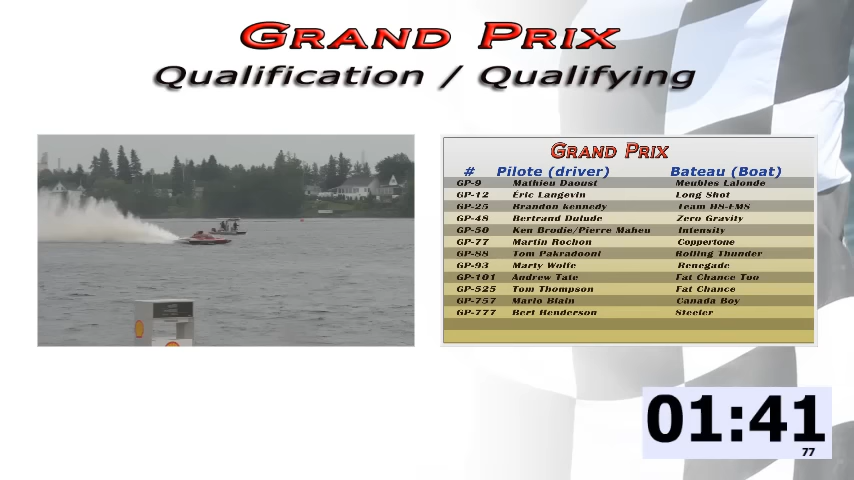 Grand Prix
Qualification / Qualifying
Grand Prix
# Pilote (driver) Bateau (Boat)
GP-9 Mathieu Daoust Meubles Lalonde
GP-12 Éric Langevin Long Shot
GP-25 Brandon Kennedy Team HS-EMS
GP-48 Bertrand Dulude Zero Gravity
GP-50 Ken Brodie/Pierre Maheu Intensity
GP-77 Martin Rochon Coppertone
GP-88 Tom Pakradooni Rolling Thunder
GP-93 Marty Wolfe Renegade
GP-101 Andrew Tate Fat Chance Too
GP-525 Tom Thompson Fat Chance
GP-757 Mario Blain Canada Boy
GP-777 Bert Henderson Steeler
01:41
77